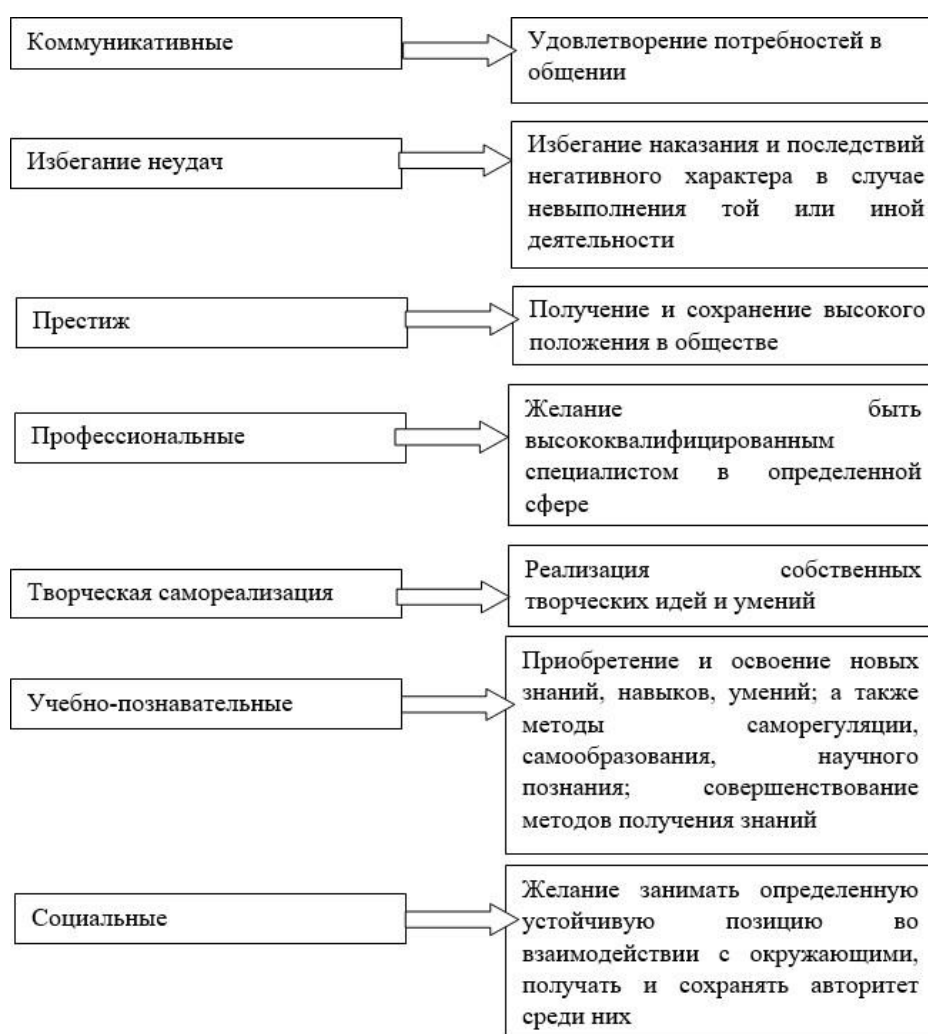 Коммуникативные
Удовлетворение потребностей в
общении
Избегание неудач
Избегание наказания и последствий
негативного характера в случае
невыполнения той или иной
деятельности
Престиж
Получение и сохранение высокого
положения в обществе
Профессиональные
Желание быть
высококвалифицированным
специалистом в определенной
сфере
Творческая самореализация
Реализация собственных
творческих идей и умений
Учебно-познавательные
Приобретение и освоение новых
знаний, навыков, умений; а также
методы саморегуляции,
самообразования, научного
познания; совершенствование
методов получения знаний
Социальные
Желание занимать определенную
устойчивую позицию во
взаимодействии с окружающими,
получать и сохранять авторитет
среди них